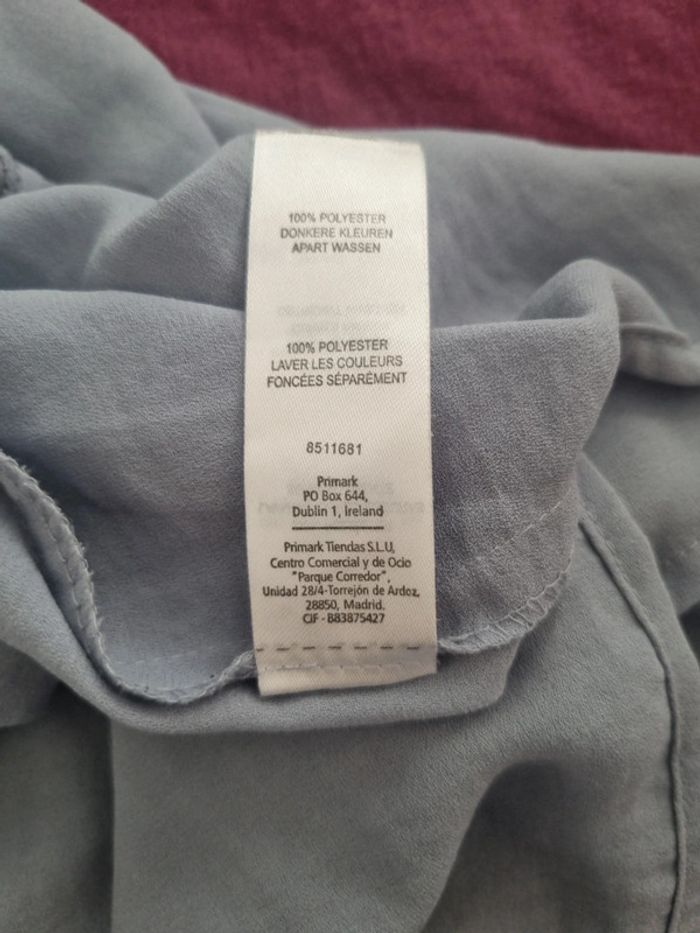 100% POLYESTER
DONKERE KLEUREN
APART WASSEN
100% POLYESTER
LAVER LES COULEURS
FONCÉES SÉPARÉMENT
8511681
Primark
PO Box 644,
Dublin 1, Ireland
Primark Tiendas S.L.U,
Centro Comercial y de Ocio
"Parque Corredor",
Unidad 28/4-Torrejón de Ardoz,
28850, Madrid.
CIF - B83875427